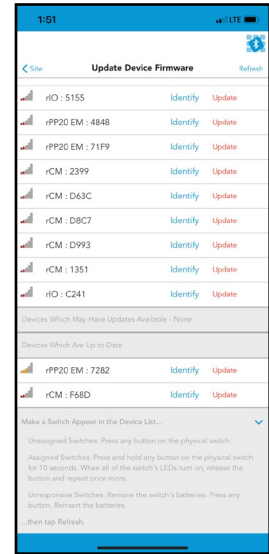 1:51
LTE
Site
Update Device Firmware
Refresh
rIO : 5155 Identify Update
rPP20 EM : 4848 Identify Update
rPP20 EM : 71F9 Identify Update
rCM : 2399 Identify Update
rCM : D63C Identify Update
rCM : D8C7 Identify Update
rCM : D993 Identify Update
rCM : 1351 Identify Update
rIO : C241 Identify Update
Devices Which May Have Updates Available - None
Devices Which Are Up to Date
rPP20 EM : 7282 Identify Update
rCM : F68D Identify Update
Make a Switch Appear in the Device List...
Unassigned Switches: Press any button on the physical switch.
Assigned Switches: Press and hold any button on the physical switch
for 10 seconds. When all of the switch's LEDs turn on, release the
button and repeat once more.
Unresponsive Switches: Remove the switch's batteries. Press any
button. Reinsert the batteries.
...then tap Refresh.